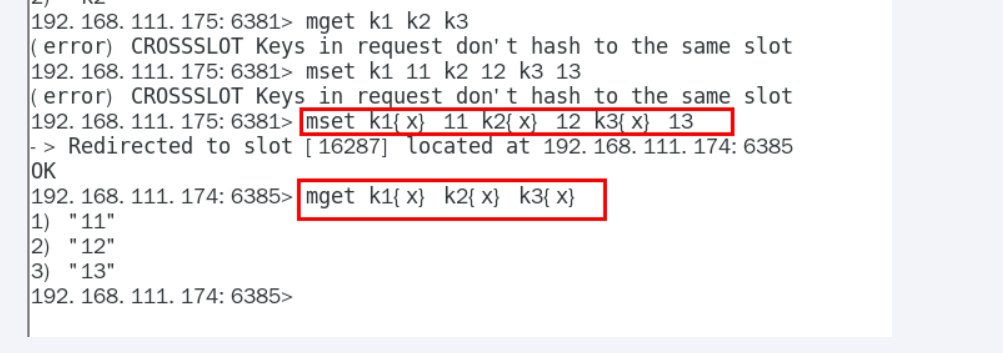 2) "k2"
192.168.111.175:6381> mget k1 k2 k3
(error) CROSSSLOT Keys in request don't hash to the same slot
192.168.111.175:6381> mset k1 11 k2 12 k3 13
(error) CROSSSLOT Keys in request don't hash to the same slot
192.168.111.175:6381> mset k1{x} 11 k2{x} 12 k3{x} 13
-> Redirected to slot [16287] located at 192.168.111.174:6385
OK
192.168.111.174:6385> mget k1{x} k2{x} k3{x}
1) "11"
2) "12"
3) "13"
192.168.111.174:6385>